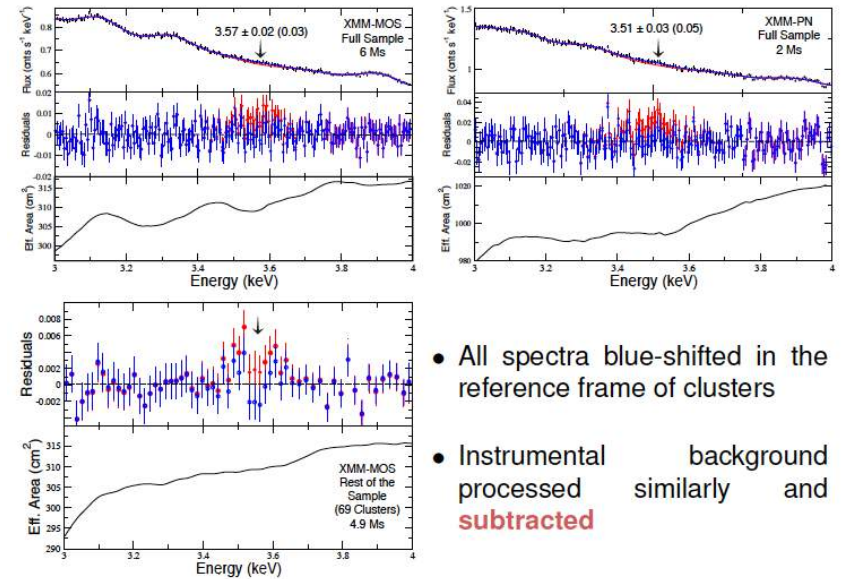 3.57 ± 0.02 (0.03)
XMM-MOS
Full Sample
6 Ms
Flux (cnts s⁻¹ keV⁻¹)
0.8
0.7
0.6
Residuals
0.02
0.01
0
-0.01
-0.02
Eff. Area (cm²)
315
310
305
300
3 3.2 3.4 3.6 3.8 4
Energy (keV)
3.51 ± 0.03 (0.05)
XMM-PN
Full Sample
2 Ms
Flux (cnts s⁻¹ keV⁻¹)
1.5
1
Residuals
0.04
0.02
0
-0.02
Eff. Area (cm²)
1020
1000
980
3 3.2 3.4 3.6 3.8 4
Energy (keV)
Residuals
0.008
0.006
0.004
0.002
0
-0.002
Eff. Area (cm²)
315
310
305
300
295
290
XMM-MOS
Rest of the
Sample
(69 Clusters)
4.9 Ms
3 3.2 3.4 3.6 3.8 4
Energy (keV)
• All spectra blue-shifted in the
reference frame of clusters
• Instrumental background
processed similarly and
subtracted